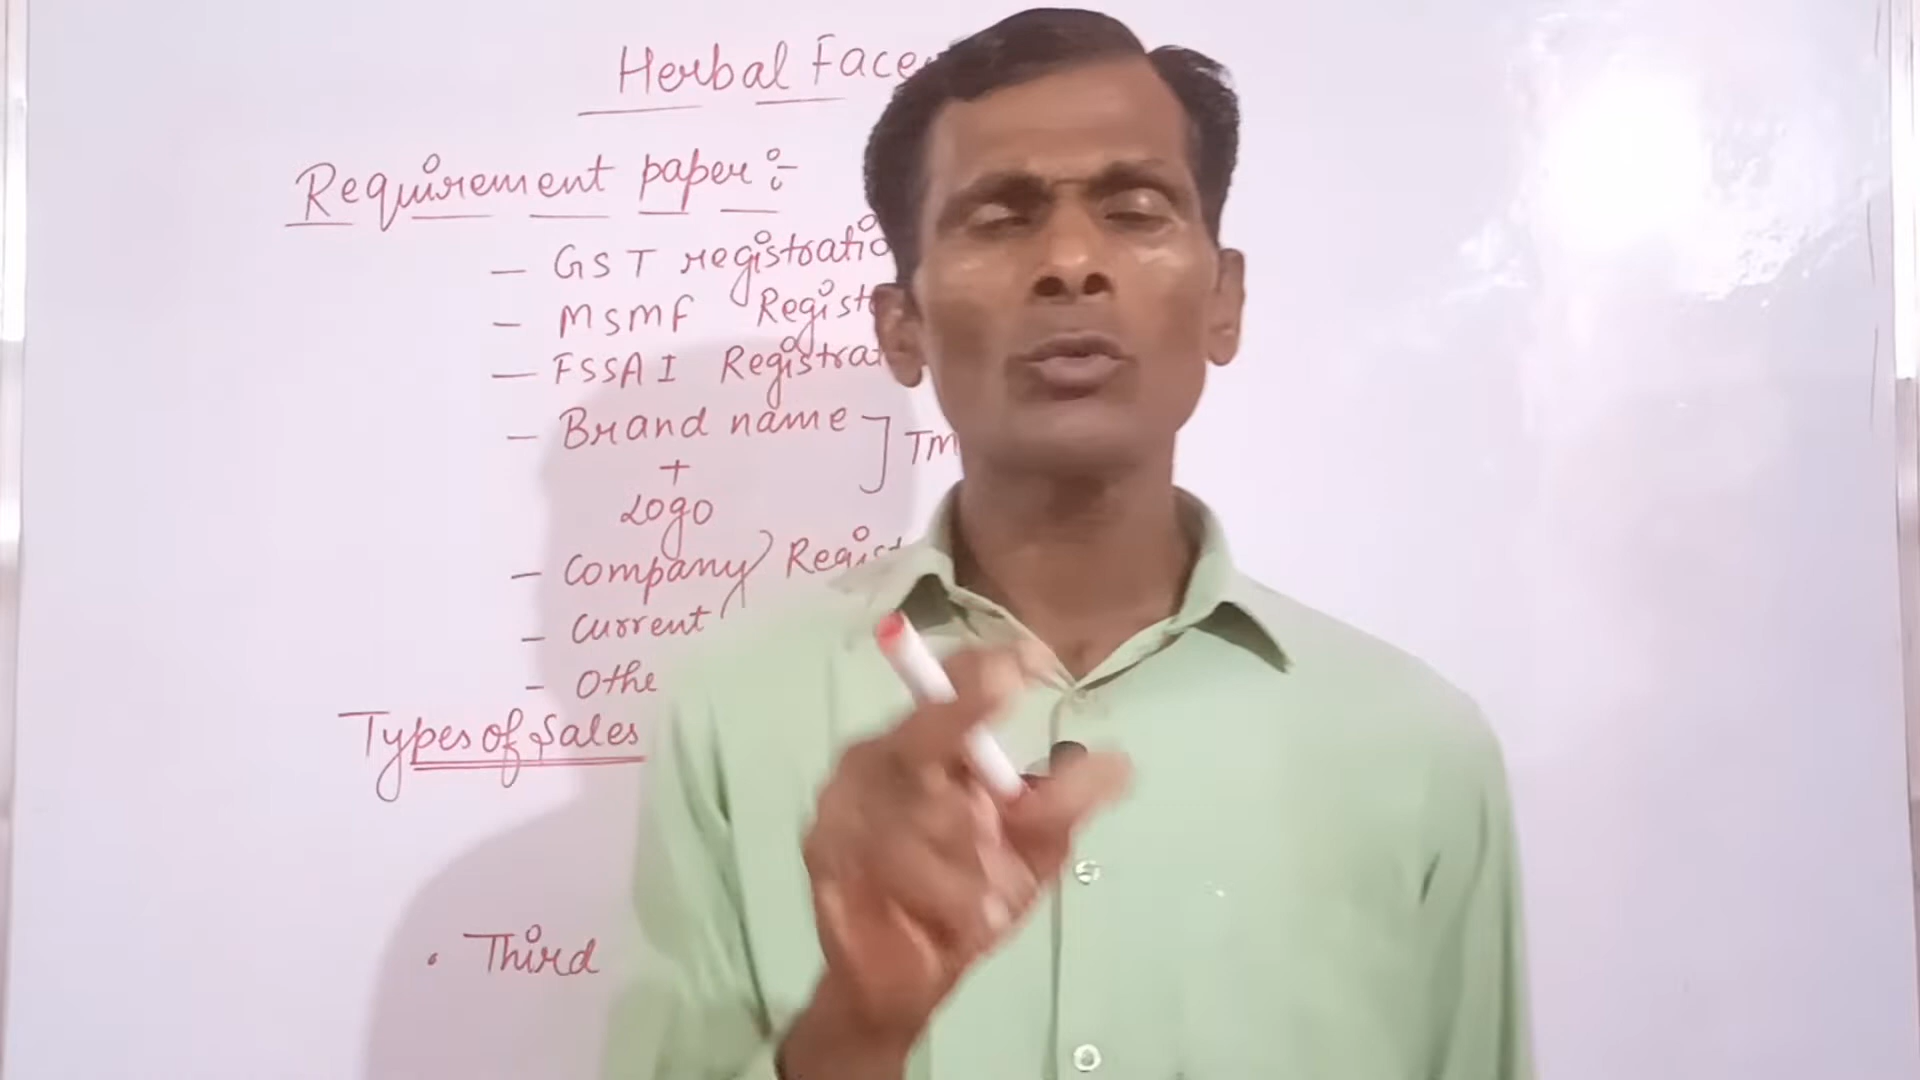 Herbal Face
Requirement paper :-
— GST registratio
— MSMF Regist
— FSSAI Registrat
— Brand name ] TM
+
Logo
— Company Regist
— Current
— Othe
Types of Sales
• Third